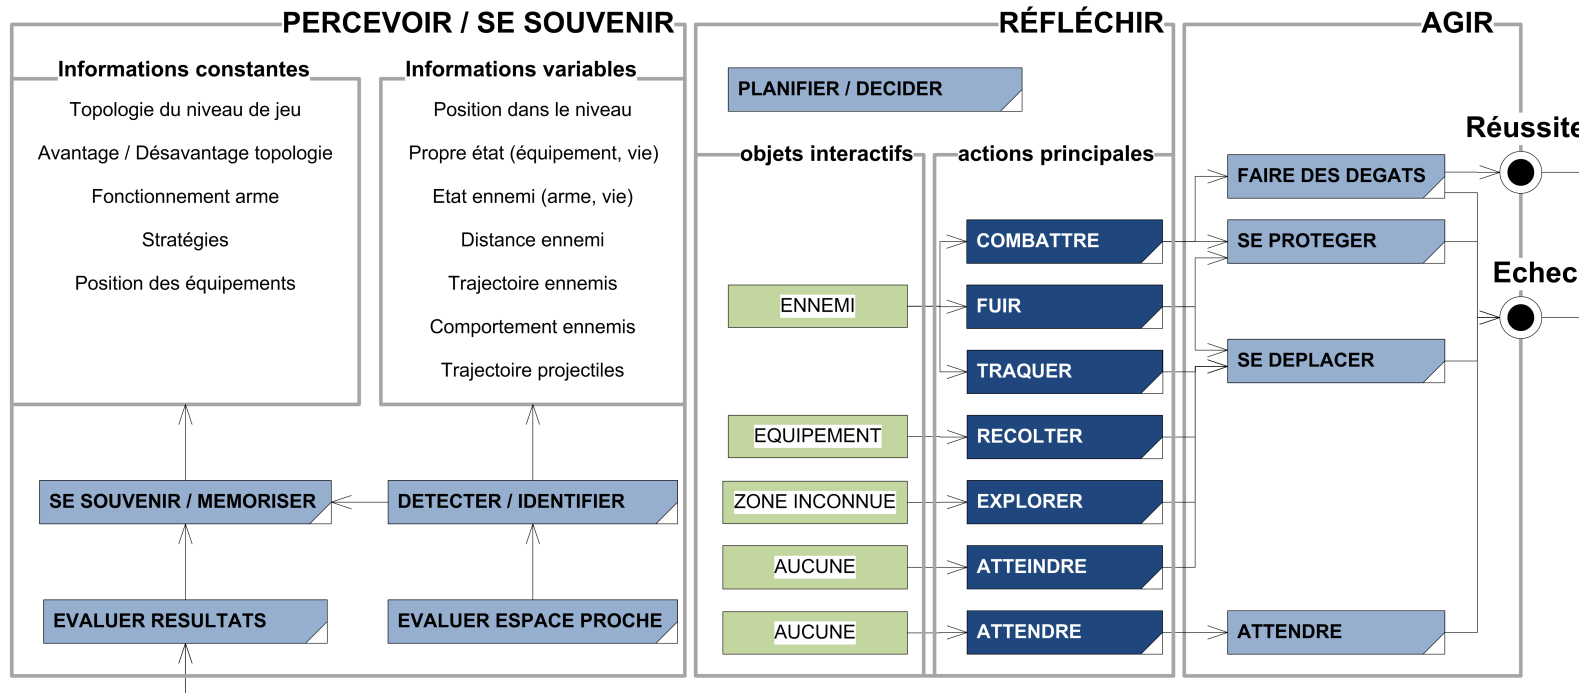 PERCEVOIR / SE SOUVENIR
Informations constantes
Topologie du niveau de jeu
Avantage / Désavantage topologie
Fonctionnement arme
Stratégies
Position des équipements
Informations variables
Position dans le niveau
Propre état (équipement, vie)
Etat ennemi (arme, vie)
Distance ennemi
Trajectoire ennemis
Comportement ennemis
Trajectoire projectiles
SE SOUVENIR / MEMORISER
DETECTER / IDENTIFIER
EVALUER RESULTATS
EVALUER ESPACE PROCHE
RÉFLÉCHIR
PLANIFIER / DECIDER
objets interactifs
ENNEMI
EQUIPEMENT
ZONE INCONNUE
AUCUNE
AUCUNE
actions principales
COMBATTRE
FUIR
TRAQUER
RECOLTER
EXPLORER
ATTEINDRE
ATTENDRE
AGIR
FAIRE DES DEGATS
SE PROTEGER
SE DEPLACER
ATTENDRE
Réussite
Echec